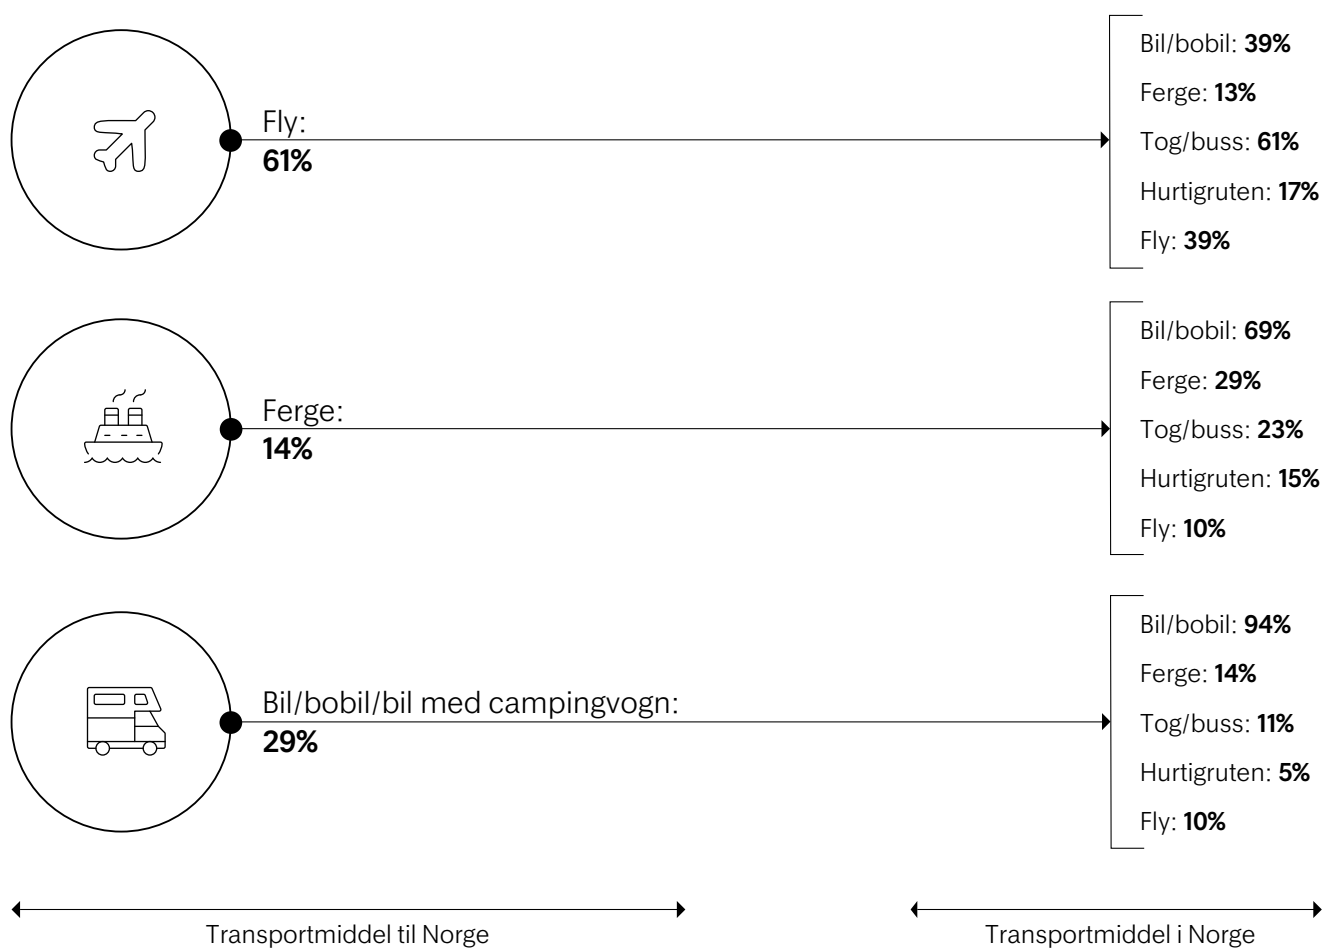 Fly:
61%
Bil/bobil: 39%
Ferge: 13%
Tog/buss: 61%
Hurtigruten: 17%
Fly: 39%
Ferge:
14%
Bil/bobil: 69%
Ferge: 29%
Tog/buss: 23%
Hurtigruten: 15%
Fly: 10%
Bil/bobil/bil med campingvogn:
29%
Bil/bobil: 94%
Ferge: 14%
Tog/buss: 11%
Hurtigruten: 5%
Fly: 10%
Transportmiddel til Norge
Transportmiddel i Norge